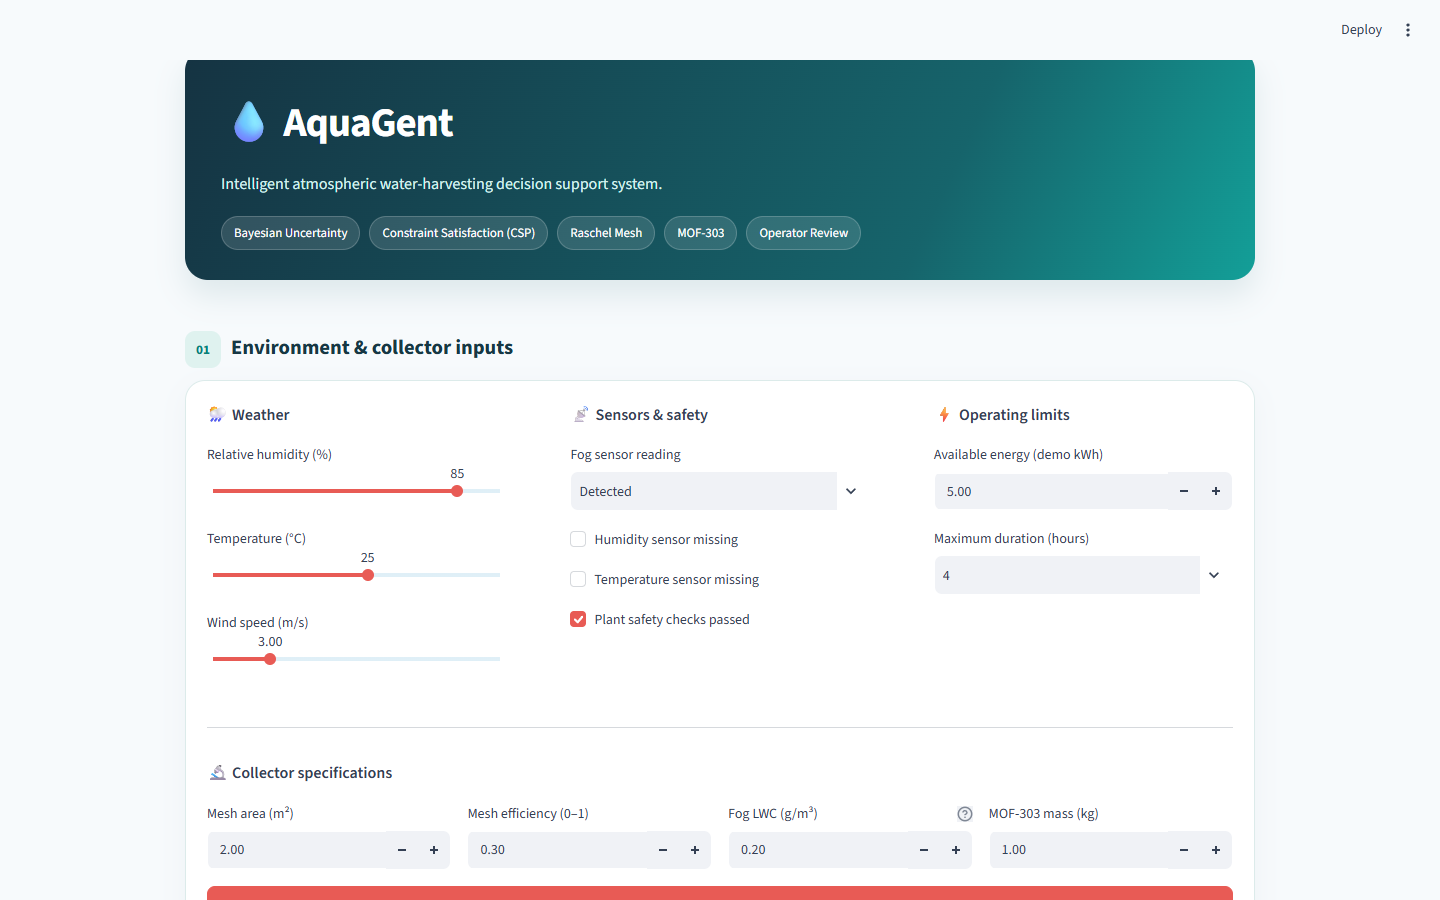 Deploy
AquaGent
Intelligent atmospheric water-harvesting decision support system.
Bayesian Uncertainty
Constraint Satisfaction (CSP)
Raschel Mesh
MOF-303
Operator Review
01
Environment & collector inputs
Weather
Relative humidity (%)
85
Temperature (°C)
25
Wind speed (m/s)
3.00
Sensors & safety
Fog sensor reading
Detected
Humidity sensor missing
Temperature sensor missing
Plant safety checks passed
Operating limits
Available energy (demo kWh)
5.00
Maximum duration (hours)
4
Collector specifications
Mesh area (m²)
2.00
Mesh efficiency (0–1)
0.30
Fog LWC (g/m³)
0.20
MOF-303 mass (kg)
1.00